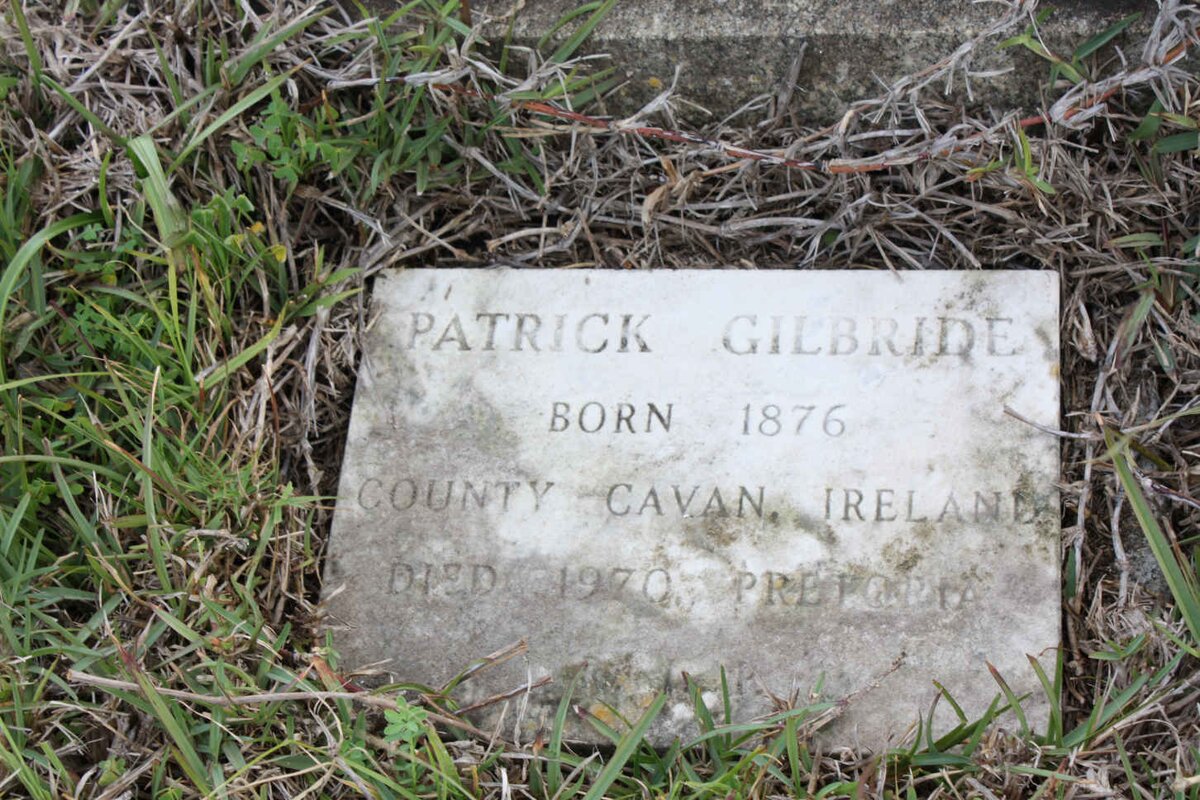 PATRICK GILBRIDE
BORN 1876
COUNTY CAVAN, IRELAND
DIED 1970 PRETORIA